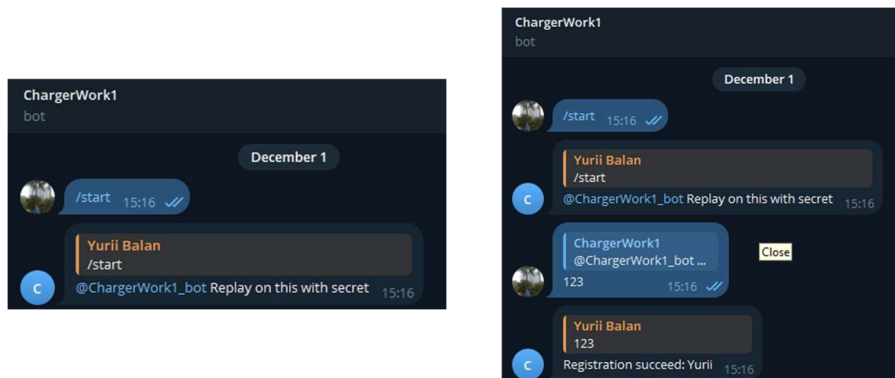 ChargerWork1
bot
December 1
/start 15:16
Yurii Balan
/start
C
@ChargerWork1_bot Replay on this with secret 15:16
ChargerWork1
bot
December 1
/start 15:16
Yurii Balan
/start
C
@ChargerWork1_bot Replay on this with secret 15:16
ChargerWork1
@ChargerWork1_bot ...
Close
123 15:16
Yurii Balan
123
C
Registration succeed: Yurii 15:16